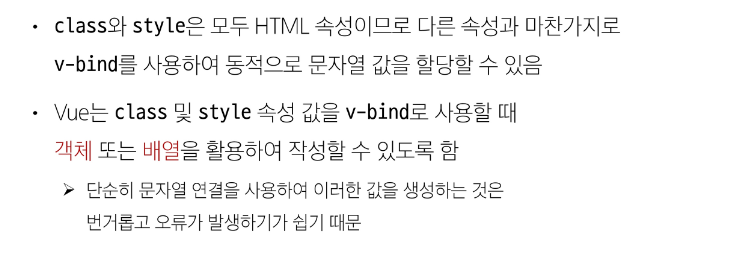 • class와 style은 모두 HTML 속성이므로 다른 속성과 마찬가지로
v-bind를 사용하여 동적으로 문자열 값을 할당할 수 있음
• Vue는 class 및 style 속성 값을 v-bind로 사용할 때
객체 또는 배열을 활용하여 작성할 수 있도록 함
➢ 단순히 문자열 연결을 사용하여 이러한 값을 생성하는 것은
번거롭고 오류가 발생하기가 쉽기 때문